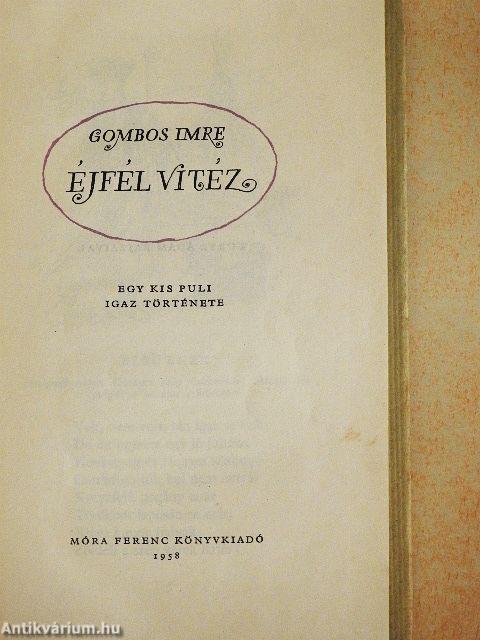 GOMBOS IMRE
ÉJFÉL VITÉZ
EGY KIS PULI
IGAZ TÖRTÉNETE
MÓRA FERENC KÖNYVKIADÓ
1958
Antikvárium.hu